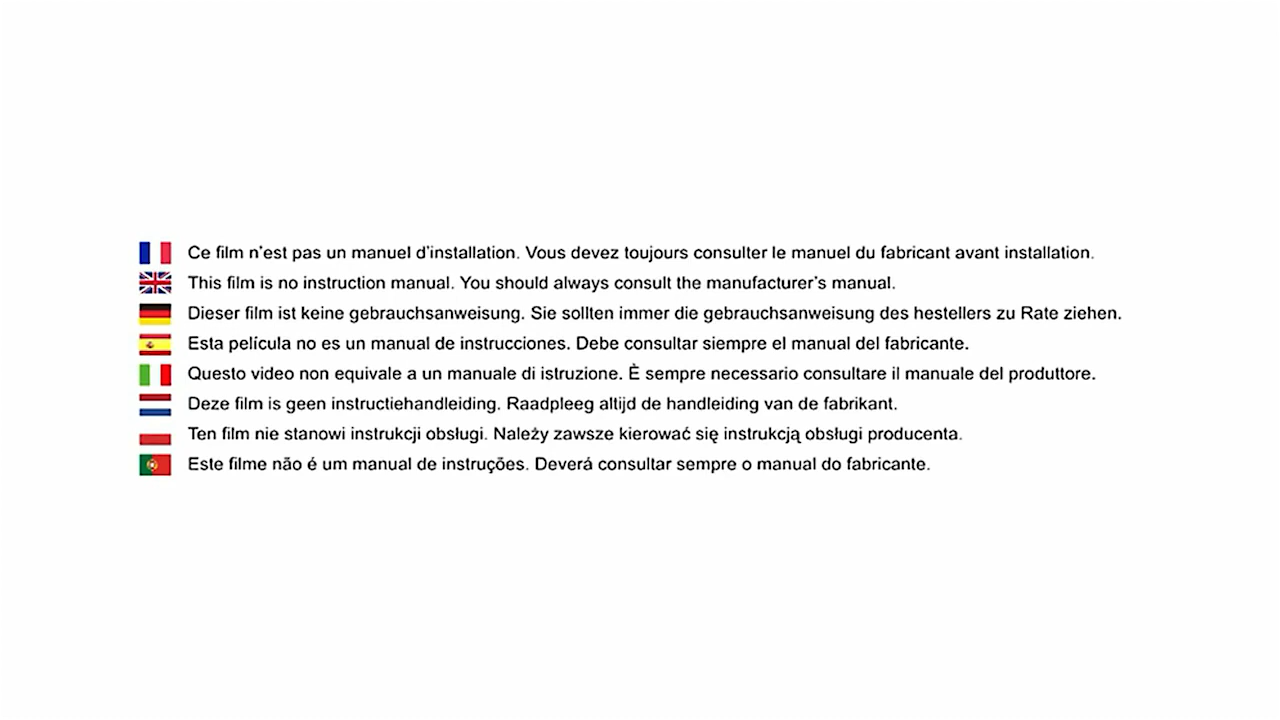 Ce film n'est pas un manuel d'installation. Vous devez toujours consulter le manuel du fabricant avant installation.
This film is no instruction manual. You should always consult the manufacturer's manual.
Dieser film ist keine gebrauchsanweisung. Sie sollten immer die gebrauchsanweisung des hestellers zu Rate ziehen.
Esta película no es un manual de instrucciones. Debe consultar siempre el manual del fabricante.
Questo video non equivale a un manuale di istruzione. È sempre necessario consultare il manuale del produttore.
Deze film is geen instructiehandleiding. Raadpleeg altijd de handleiding van de fabrikant.
Ten film nie stanowi instrukcji obsługi. Należy zawsze kierować się instrukcją obsługi producenta.
Este filme não é um manual de instruções. Deverá consultar sempre o manual do fabricante.